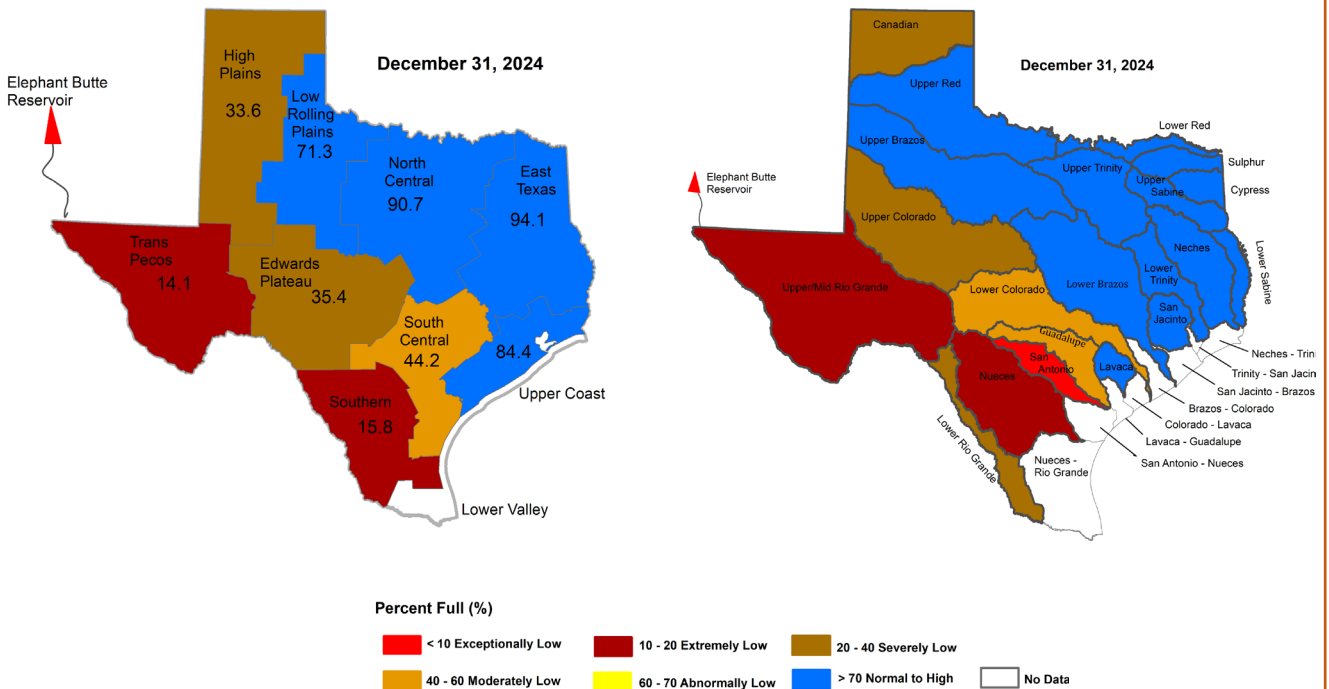 December 31, 2024
Elephant Butte
Reservoir
High
Plains
33.6
Low
Rolling
Plains
71.3
North
Central
90.7
East
Texas
94.1
Trans
Pecos
14.1
Edwards
Plateau
35.4
South
Central
44.2
84.4
Upper Coast
Southern
15.8
Lower Valley
December 31, 2024
Elephant Butte
Reservoir
Canadian
Upper Red
Lower Red
Upper Brazos
Upper Trinity
Sulphur
Upper
Sabine
Cypress
Upper Colorado
Neches
Lower Sabine
Lower
Trinity
Lower Brazos
Upper/Mid Rio Grande
Lower Colorado
San
Jacinto
Guadalupe
San
Antonio
Lavaca
Nueces
Neches - Trin
Trinity - San Jacin
San Jacinto - Brazos
Brazos - Colorado
Colorado - Lavaca
Lavaca - Guadalupe
San Antonio - Nueces
Lower Rio Grande
Nueces -
Rio Grande
Percent Full (%)
< 10 Exceptionally Low
10 - 20 Extremely Low
20 - 40 Severely Low
40 - 60 Moderately Low
60 - 70 Abnormally Low
> 70 Normal to High
No Data